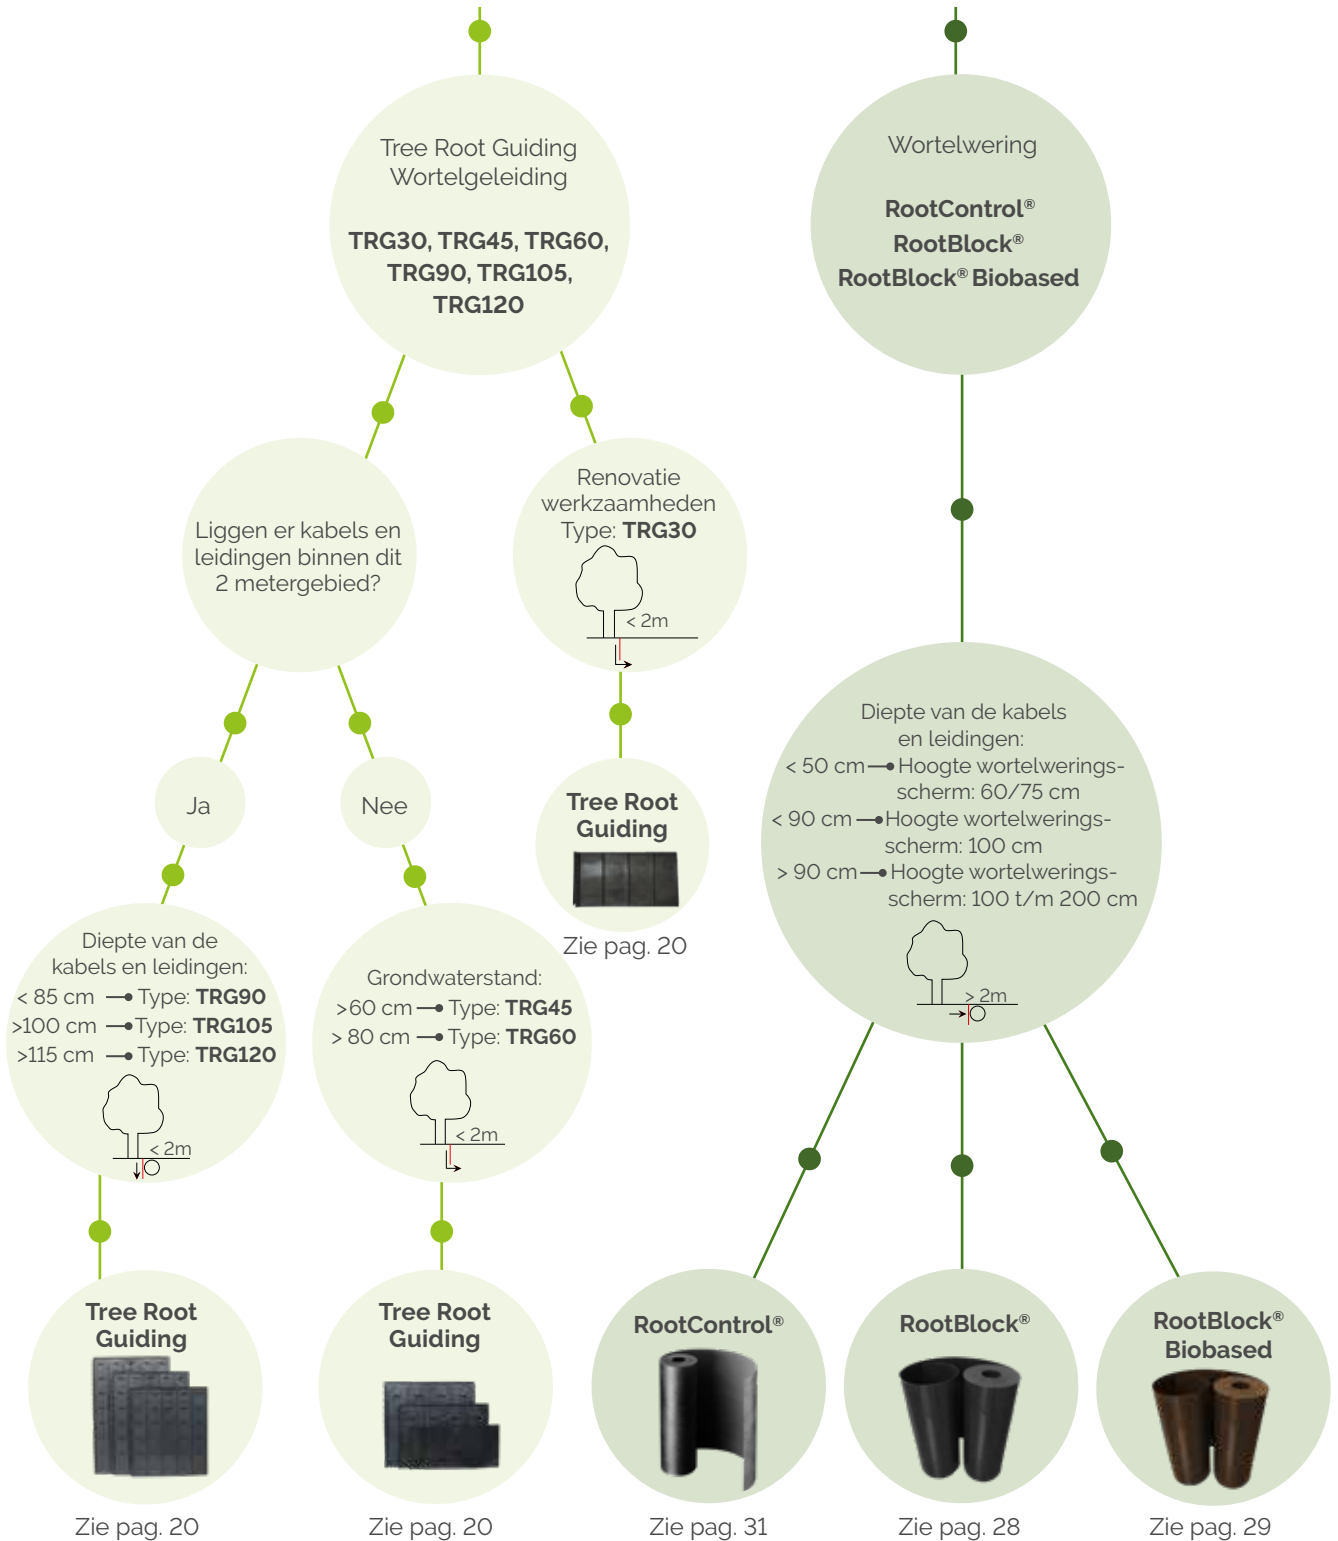 Tree Root Guiding
Wortelgeleiding
TRG30, TRG45, TRG60,
TRG90, TRG105,
TRG120
Wortelwering
RootControl®
RootBlock®
RootBlock® Biobased
Liggen er kabels en
leidingen binnen dit
2 metergebied?
Renovatie
werkzaamheden
Type: TRG30
< 2m
Ja
Nee
Tree Root
Guiding
Zie pag. 20
Diepte van de kabels
en leidingen:
< 50 cm Hoogte wortelwerings-
scherm: 60/75 cm
< 90 cm Hoogte wortelwerings-
scherm: 100 cm
> 90 cm Hoogte wortelwerings-
scherm: 100 t/m 200 cm
> 2m
Diepte van de
kabels en leidingen:
< 85 cm Type: TRG90
>100 cm Type: TRG105
>115 cm Type: TRG120
< 2m
Grondwaterstand:
>60 cm Type: TRG45
> 80 cm Type: TRG60
< 2m
Tree Root
Guiding
Zie pag. 20
Tree Root
Guiding
Zie pag. 20
RootControl®
Zie pag. 31
RootBlock®
Zie pag. 28
RootBlock®
Biobased
Zie pag. 29